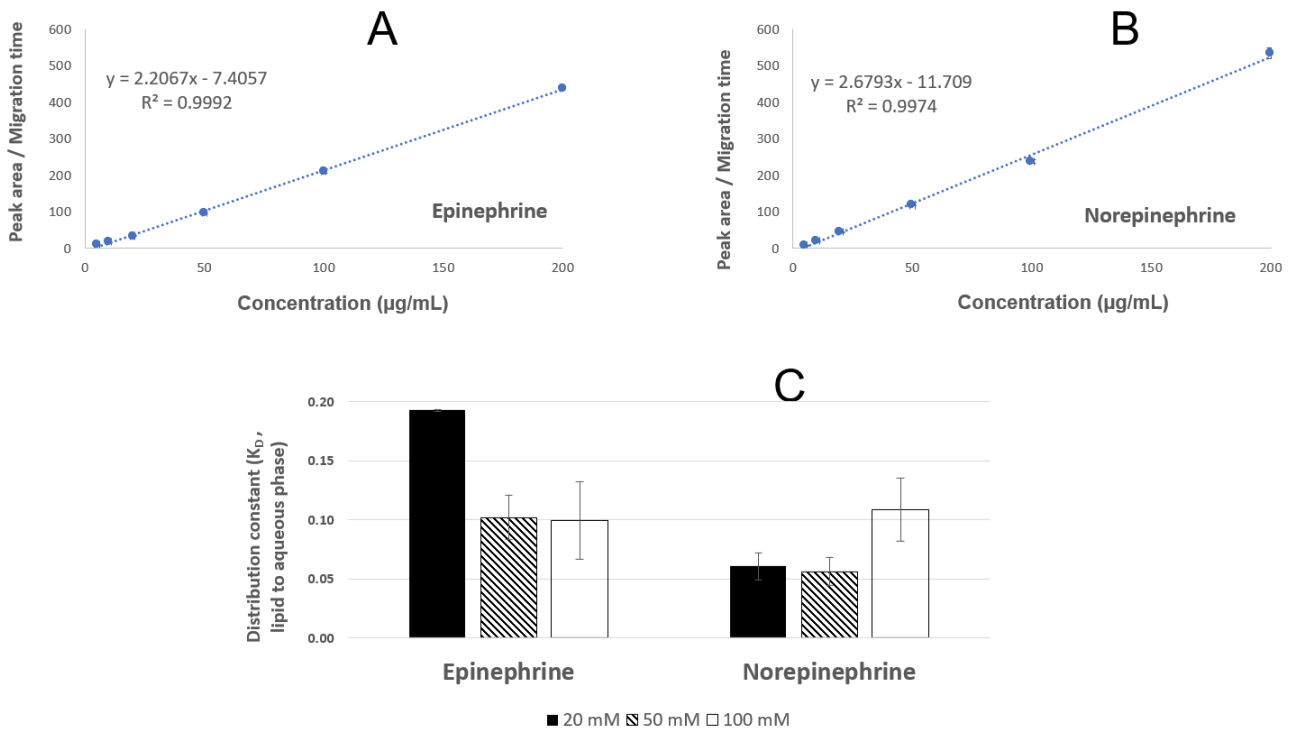 A
Peak area / Migration time
600
500
400
300
200
100
0
y = 2.2067x - 7.4057
R² = 0.9992
Epinephrine
0 50 100 150 200
Concentration (µg/mL)
B
Peak area / Migration time
600
500
400
300
200
100
0
y = 2.6793x - 11.709
R² = 0.9974
Norepinephrine
0 50 100 150 200
Concentration (µg/mL)
C
Distribution constant (K_D ,
lipid to aqueous phase)
0.20
0.15
0.10
0.05
0.00
Epinephrine Norepinephrine
20 mM 50 mM 100 mM